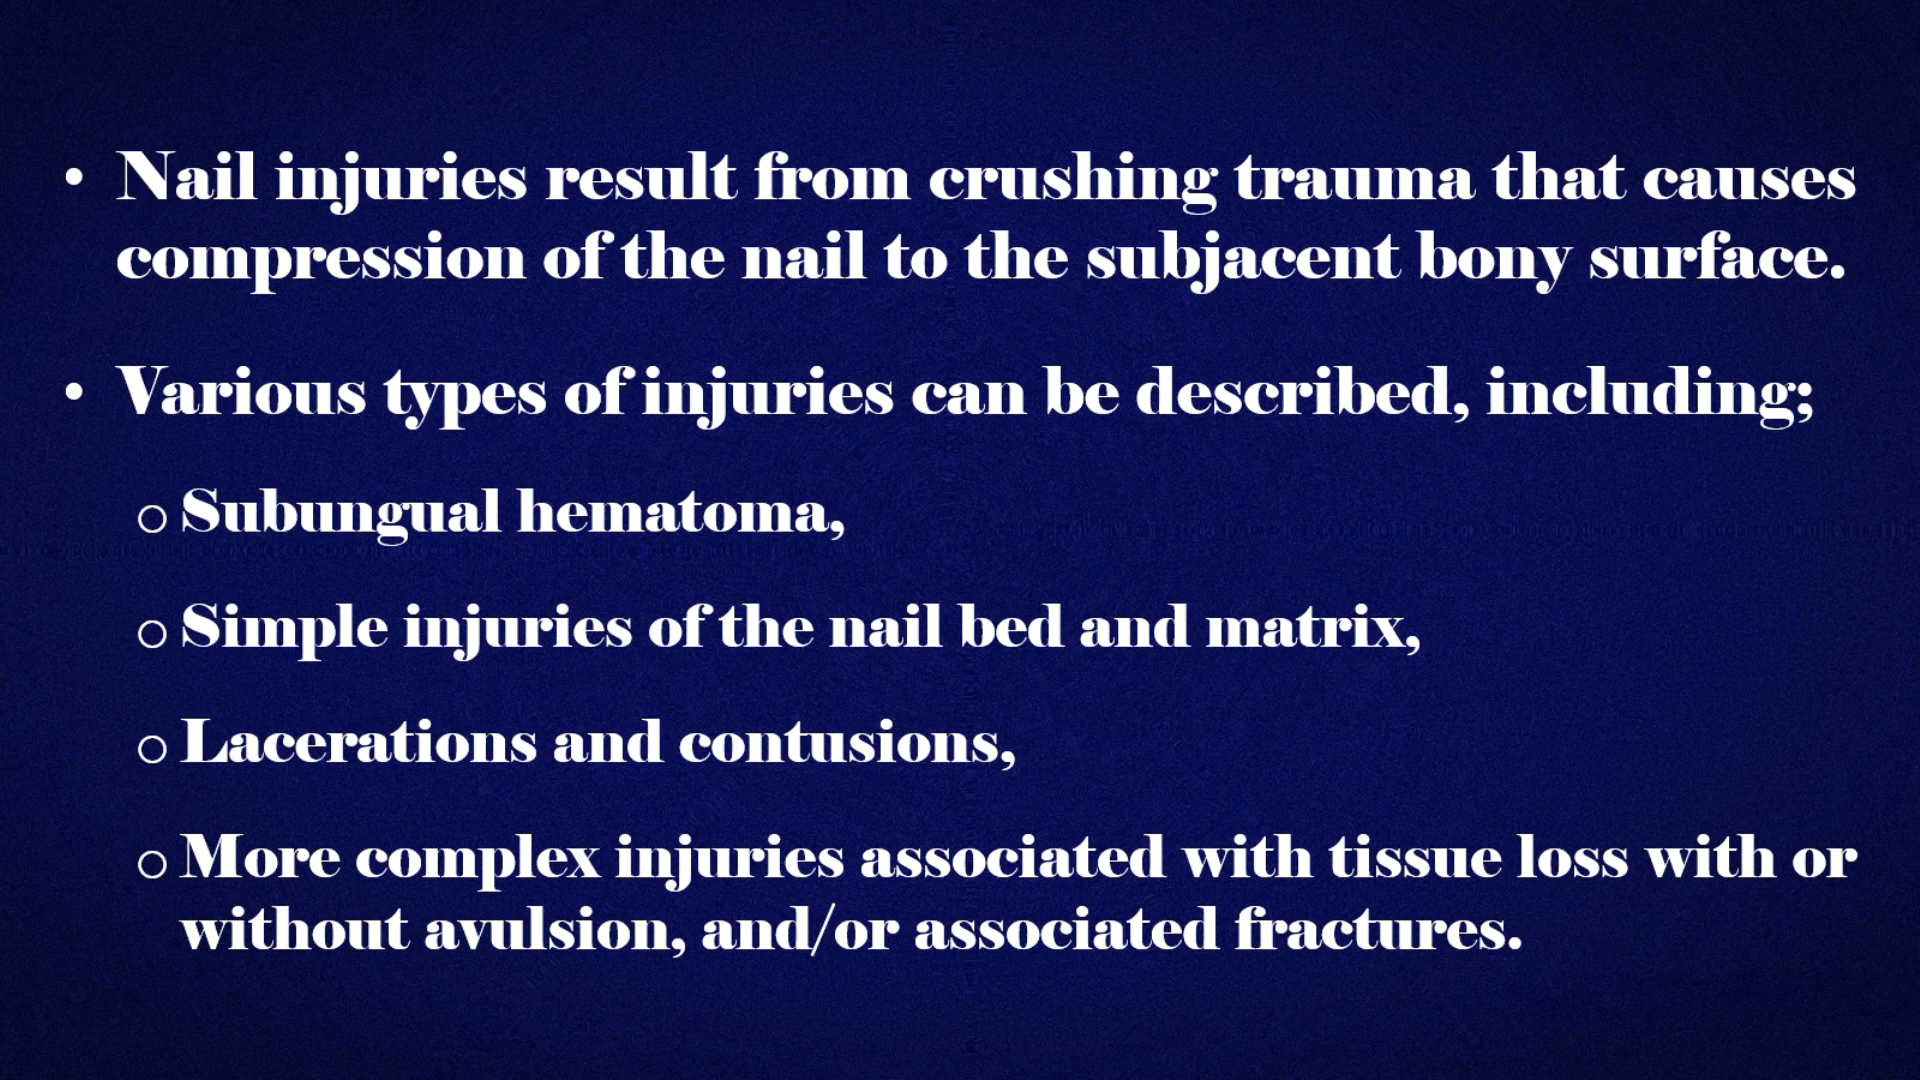 • Nail injuries result from crushing trauma that causes
compression of the nail to the subjacent bony surface.
• Various types of injuries can be described, including;
o Subungual hematoma,
o Simple injuries of the nail bed and matrix,
o Lacerations and contusions,
o More complex injuries associated with tissue loss with or
without avulsion, and/or associated fractures.